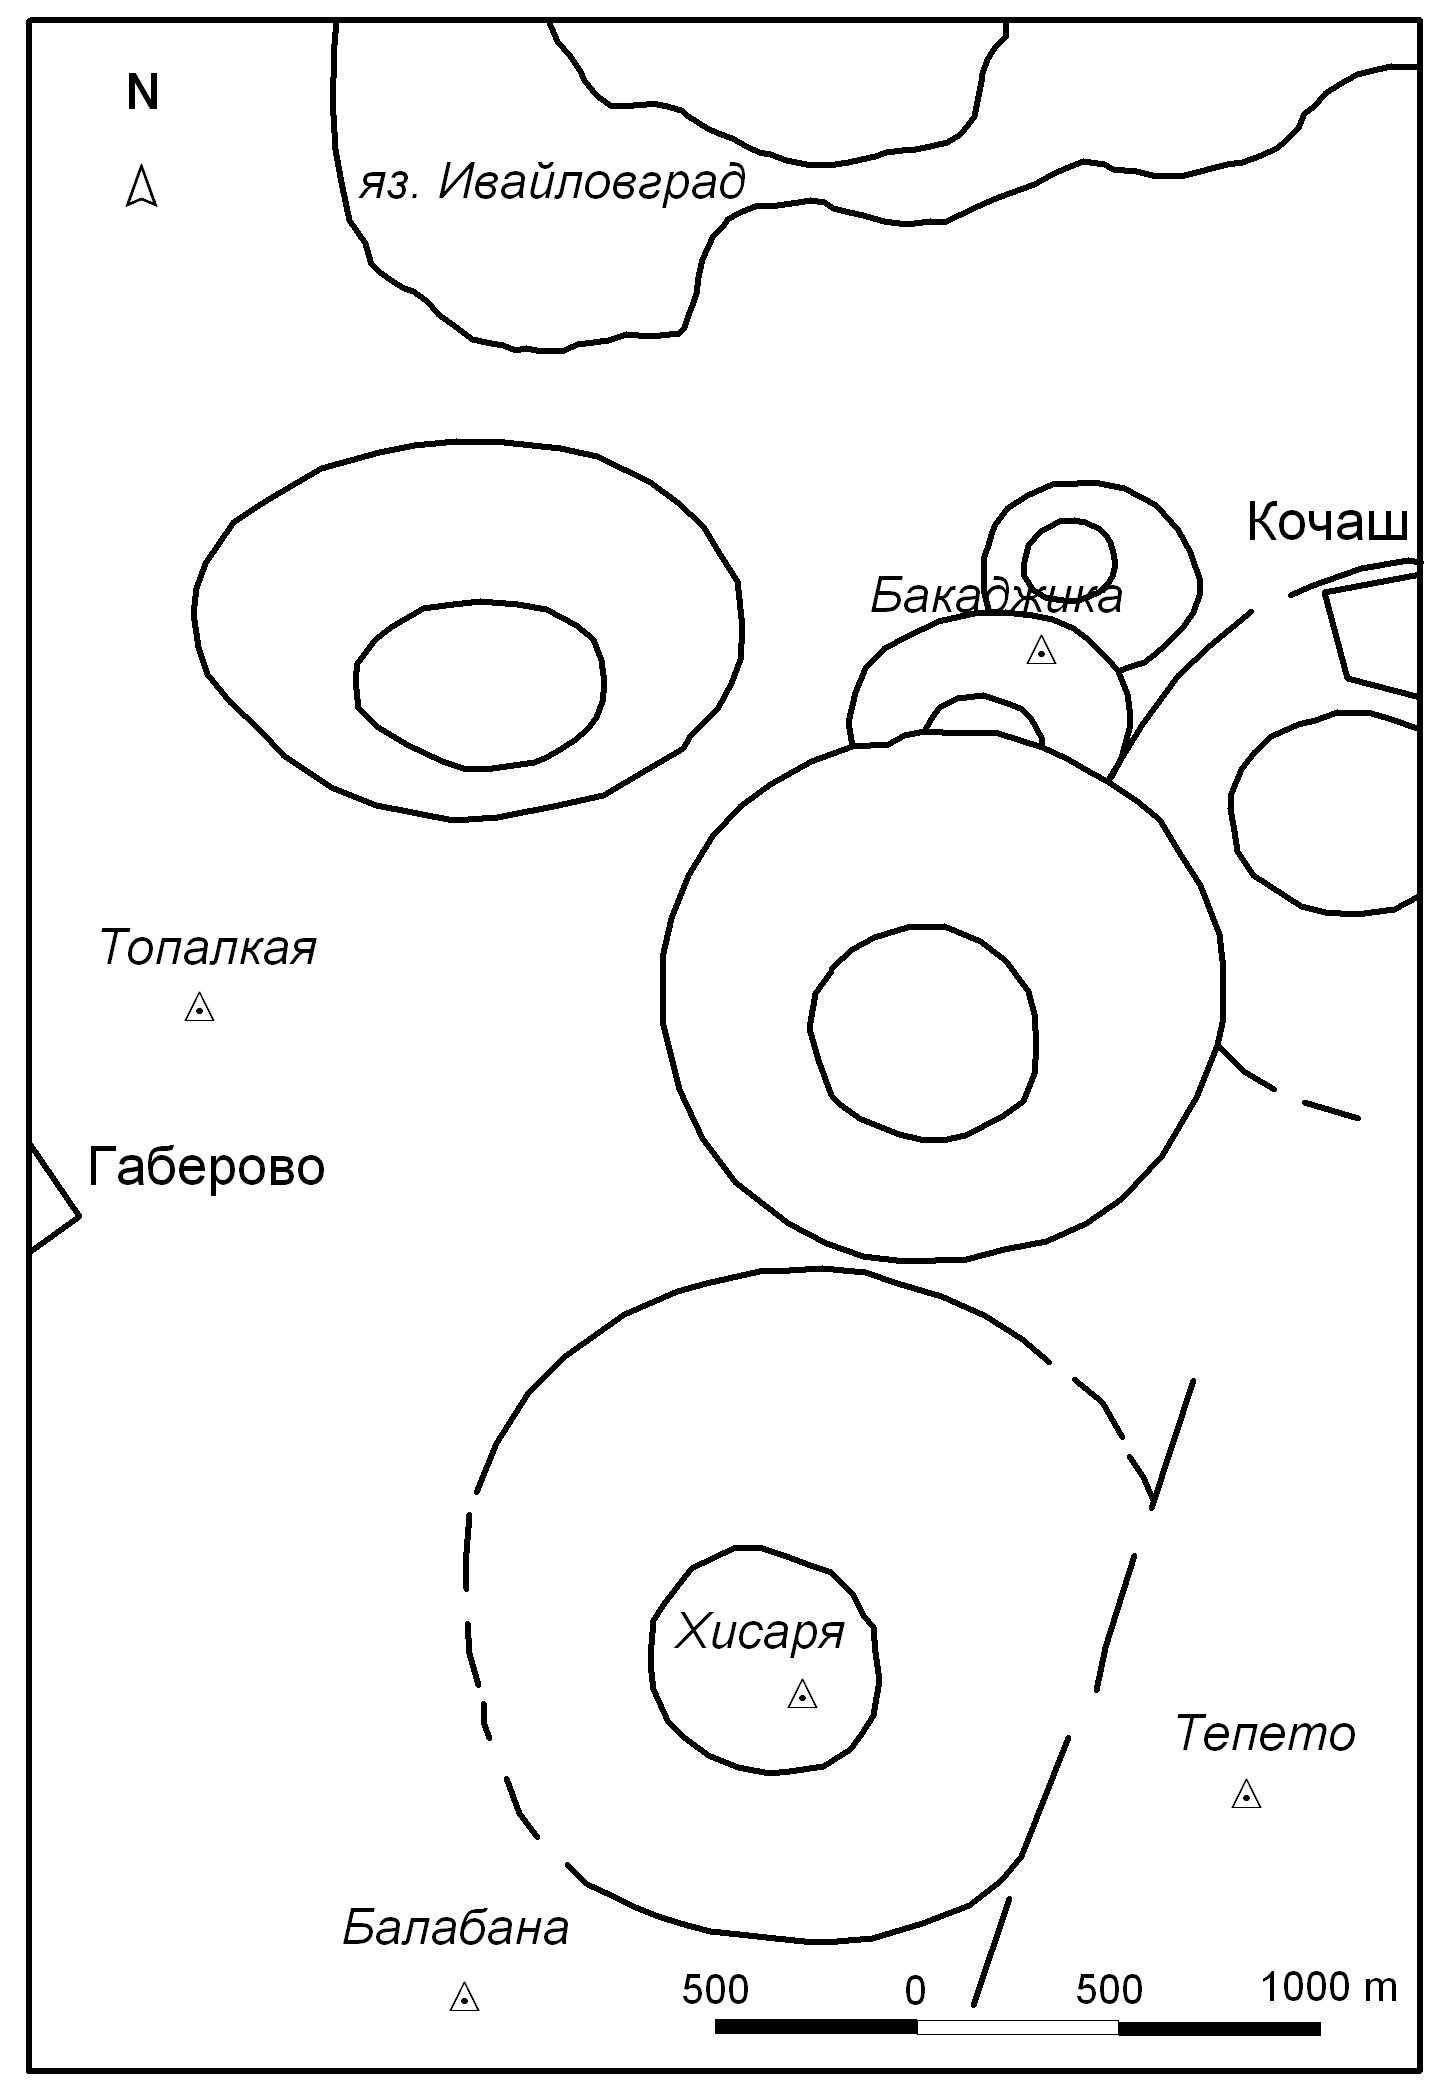 N
яз. Ивайловград
Кочаш
Бакаджика
Топалкая
Габерово
Хисаря
Тепето
Балабана
500 0 500 1000 m